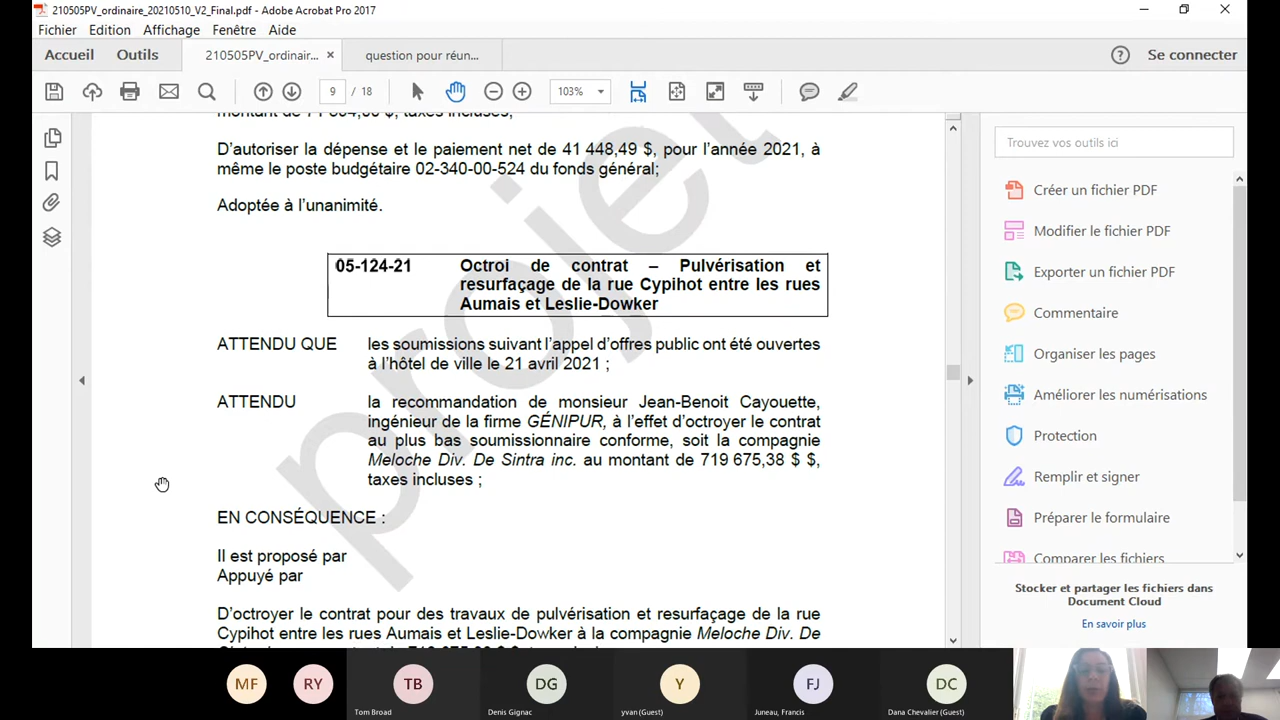 210505PV_ordinaire_20210510_V2_Final.pdf - Adobe Acrobat Pro 2017
Fichier Edition Affichage Fenêtre Aide
Accueil Outils 210505PV_ordinair... × question pour réun... Se connecter
9 / 18 103%
D'autoriser la dépense et le paiement net de 41 448,49 $, pour l'année 2021, à
même le poste budgétaire 02-340-00-524 du fonds général;
Adoptée à l'unanimité.
05-124-21 Octroi de contrat – Pulvérisation et
resurfaçage de la rue Cypihot entre les rues
Aumais et Leslie-Dowker
ATTENDU QUE les soumissions suivant l'appel d'offres public ont été ouvertes
à l'hôtel de ville le 21 avril 2021 ;
ATTENDU la recommandation de monsieur Jean-Benoit Cayouette,
ingénieur de la firme GÉNIPUR, à l'effet d'octroyer le contrat
au plus bas soumissionnaire conforme, soit la compagnie
Meloche Div. De Sintra inc. au montant de 719 675,38 $ $,
taxes incluses ;
EN CONSÉQUENCE :
Il est proposé par
Appuyé par
D'octroyer le contrat pour des travaux de pulvérisation et resurfaçage de la rue
Cypihot entre les rues Aumais et Leslie-Dowker à la compagnie Meloche Div. De
projet
Trouvez vos outils ici
Créer un fichier PDF
Modifier le fichier PDF
Exporter un fichier PDF
Commentaire
Organiser les pages
Améliorer les numérisations
Protection
Remplir et signer
Préparer le formulaire
Comparer les fichiers
Stocker et partager les fichiers dans
Document Cloud
En savoir plus
MF RY TB DG Y FJ DC
Tom Broad Denis Gignac yvan (Guest) Juneau, Francis Dana Chevalier (Guest)